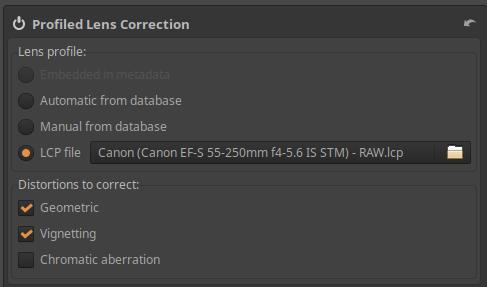 Profiled Lens Correction
Lens profile:
Embedded in metadata
Automatic from database
Manual from database
LCP file Canon (Canon EF-S 55-250mm f4-5.6 IS STM) - RAW.lcp
Distortions to correct:
Geometric
Vignetting
Chromatic aberration